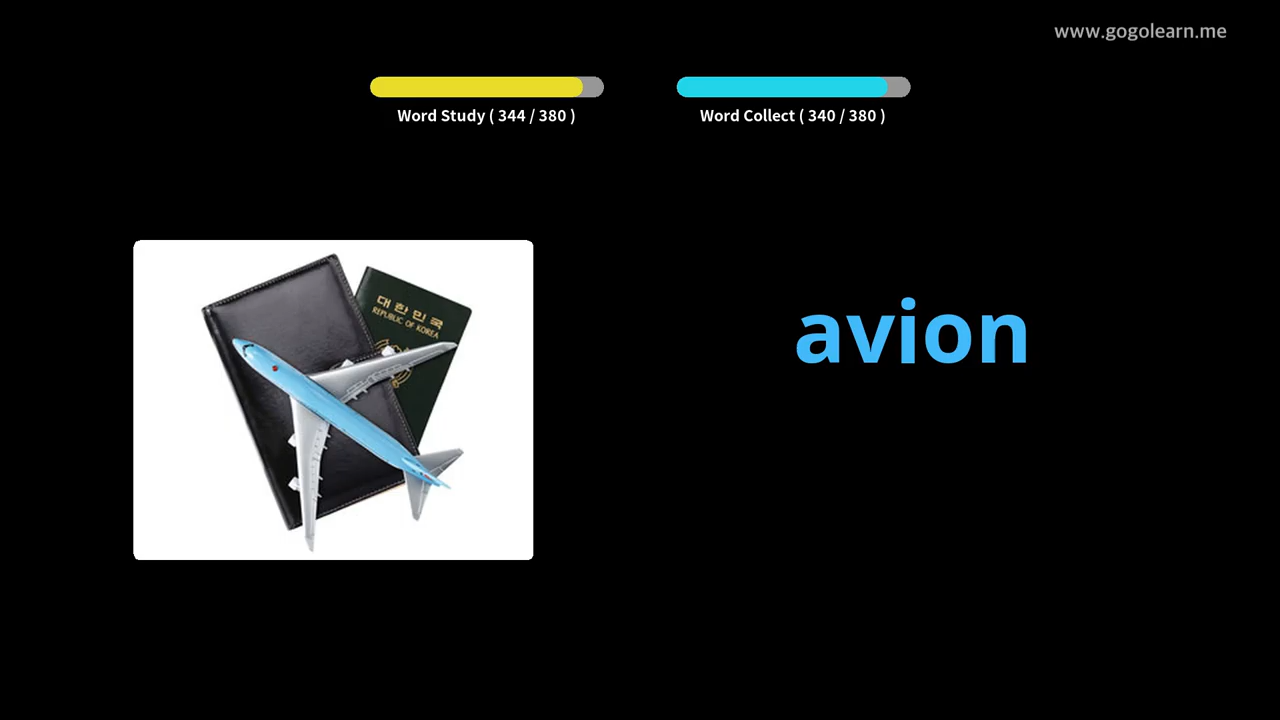 www.gogolearn.me
Word Study ( 344 / 380 )
Word Collect ( 340 / 380 )
대한민국
REPUBLIC OF KOREA
avion